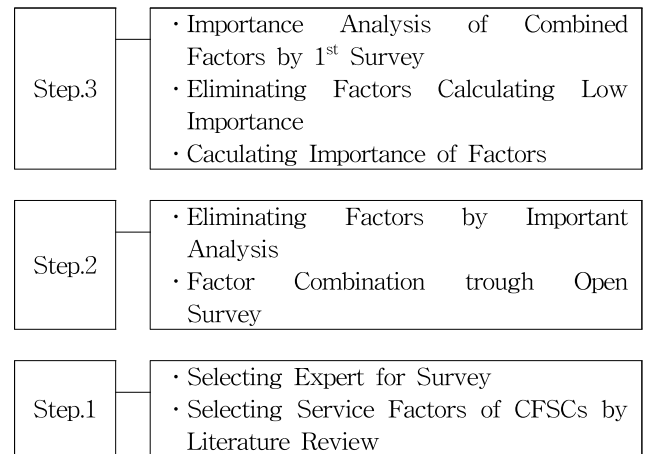 Step.3
· Importance Analysis of Combined
Factors by 1st Survey
· Eliminating Factors Calculating Low
Importance
· Caculating Importance of Factors
Step.2
· Eliminating Factors by Important
Analysis
· Factor Combination trough Open
Survey
Step.1
· Selecting Expert for Survey
· Selecting Service Factors of CFSCs by
Literature Review